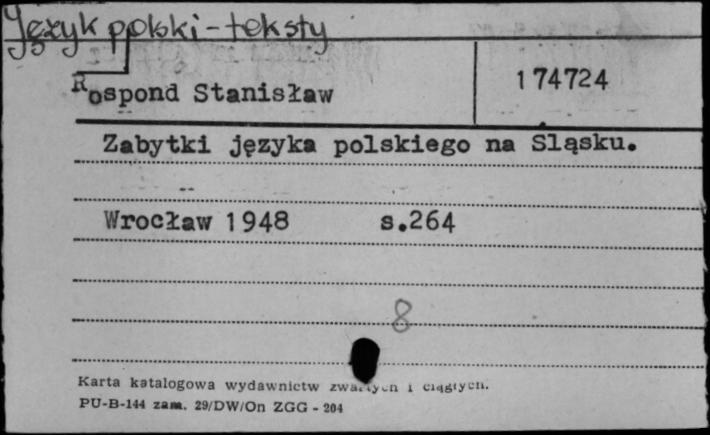 Język polski - teksty
Rospond Stanisław
174724
Zabytki języka polskiego na Śląsku.
Wrocław 1948 s.264
8
Karta katalogowa wydawnictw zwartych i ciągłych.
PU-B-144 zam. 29/DW/On ZGG - 204